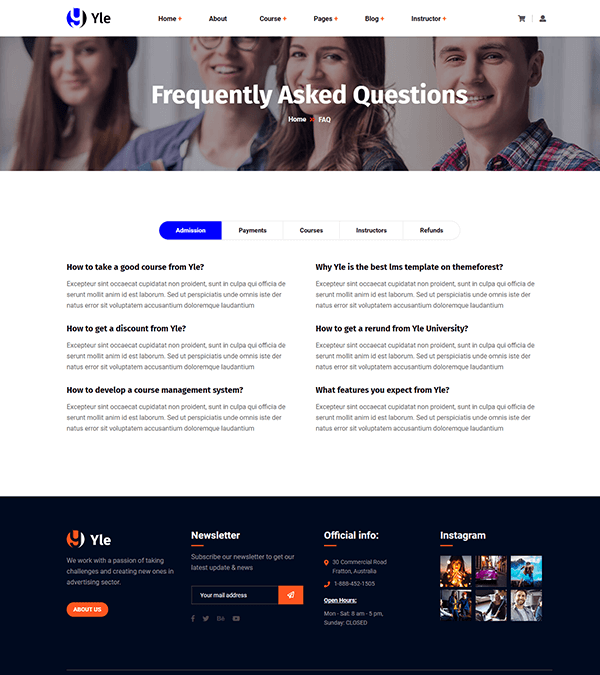 Yle
Home + About Course + Pages + Blog + Instructor +
Frequently Asked Questions
Home FAQ
Admission Payments Courses Instructors Refunds
How to take a good course from Yle?
Excepteur sint occaecat cupidatat non proident, sunt in culpa qui officia de
serunt mollit anim id est laborum. Sed ut perspiciatis unde omnis iste der
natus error sit voluptatem accusantium doloremque laudantium
How to get a discount from Yle?
Excepteur sint occaecat cupidatat non proident, sunt in culpa qui officia de
serunt mollit anim id est laborum. Sed ut perspiciatis unde omnis iste der
natus error sit voluptatem accusantium doloremque laudantium
How to develop a course management system?
Excepteur sint occaecat cupidatat non proident, sunt in culpa qui officia de
serunt mollit anim id est laborum. Sed ut perspiciatis unde omnis iste der
natus error sit voluptatem accusantium doloremque laudantium
Why Yle is the best lms template on themeforest?
Excepteur sint occaecat cupidatat non proident, sunt in culpa qui officia de
serunt mollit anim id est laborum. Sed ut perspiciatis unde omnis iste der
natus error sit voluptatem accusantium doloremque laudantium
How to get a rerund from Yle University?
Excepteur sint occaecat cupidatat non proident, sunt in culpa qui officia de
serunt mollit anim id est laborum. Sed ut perspiciatis unde omnis iste der
natus error sit voluptatem accusantium doloremque laudantium
What features you expect from Yle?
Excepteur sint occaecat cupidatat non proident, sunt in culpa qui officia de
serunt mollit anim id est laborum. Sed ut perspiciatis unde omnis iste der
natus error sit voluptatem accusantium doloremque laudantium
Yle
We work with a passion of taking
challenges and creating new ones in
advertising sector.
ABOUT US
Newsletter
Subscribe our newsletter to get our
latest update & news
Your mail address
Official info:
30 Commercial Road
Fratton, Australia
1-888-452-1505
Open Hours:
Mon - Sat: 8 am - 5 pm,
Sunday: CLOSED
Instagram